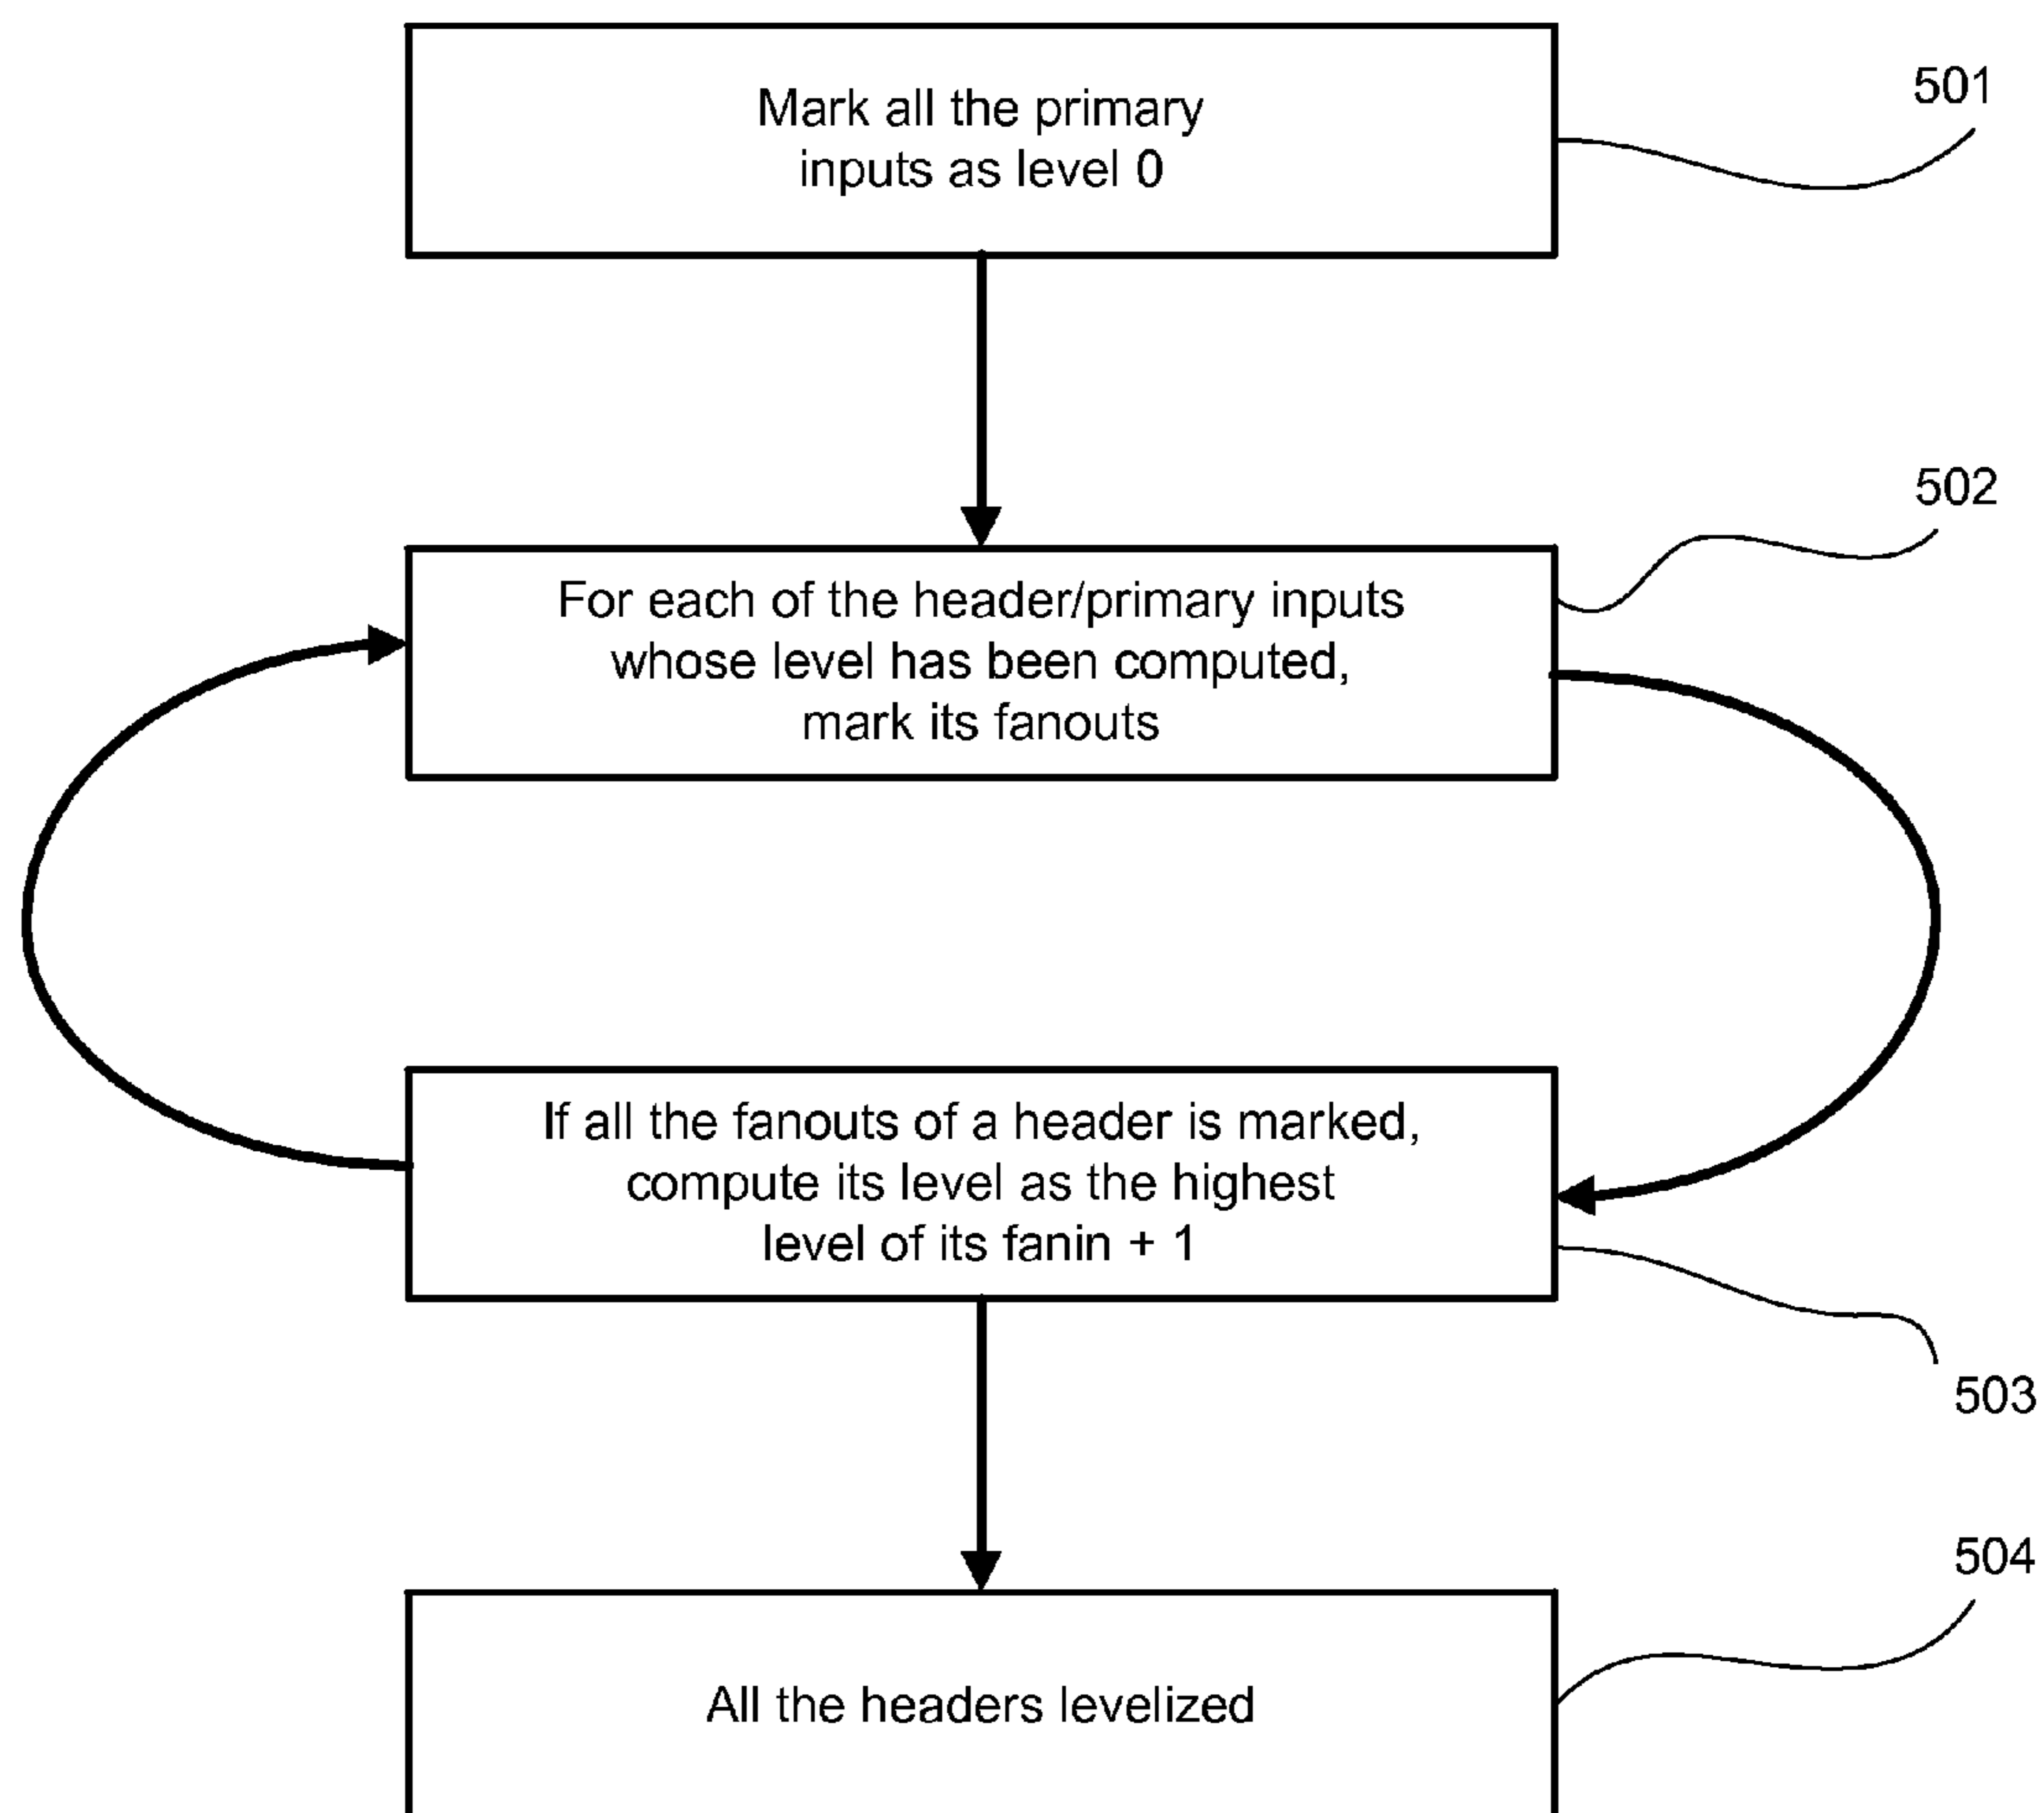 Mark all the primary
inputs as level 0
501
502
For each of the header/primary inputs
whose level has been computed,
mark its fanouts
If all the fanouts of a header is marked,
compute its level as the highest
level of its fanin + 1
503
504
All the headers levelized